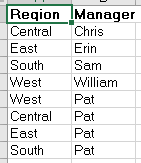 Region Manager
Central Chris
East Erin
South Sam
West William
West Pat
Central Pat
East Pat
South Pat